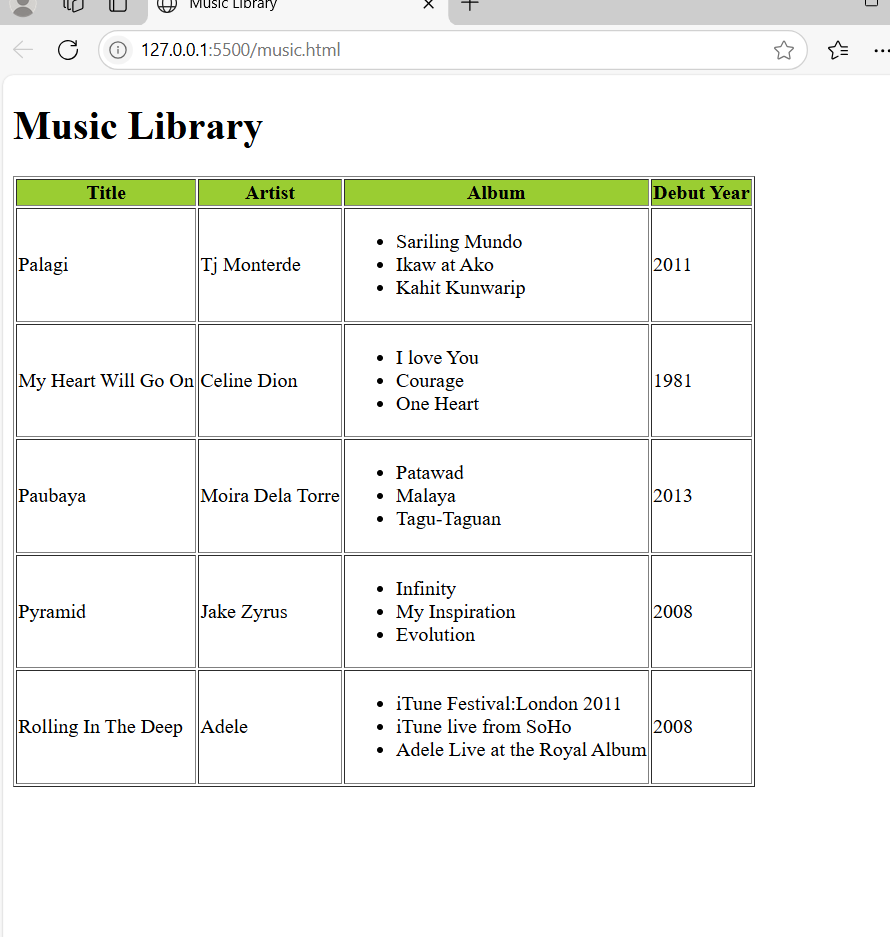 Music Library
127.0.0.1:5500/music.html
Music Library
Title Artist Album Debut Year
Palagi Tj Monterde
• Sariling Mundo
• Ikaw at Ako
• Kahit Kunwarip
2011
My Heart Will Go On Celine Dion
• I love You
• Courage
• One Heart
1981
Paubaya Moira Dela Torre
• Patawad
• Malaya
• Tagu-Taguan
2013
Pyramid Jake Zyrus
• Infinity
• My Inspiration
• Evolution
2008
Rolling In The Deep Adele
• iTune Festival:London 2011
• iTune live from SoHo
• Adele Live at the Royal Album
2008